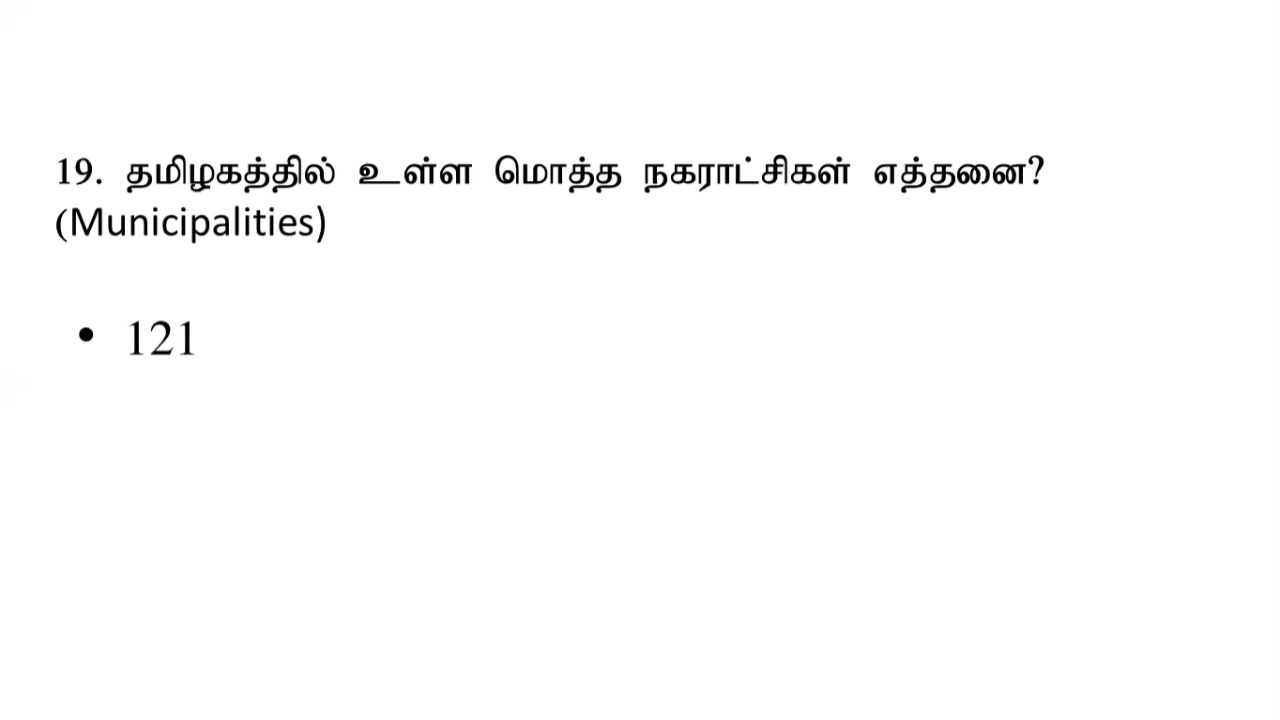 19. தமிழகத்தில் உள்ள மொத்த நகராட்சிகள் எத்தனை?
(Municipalities)
• 121